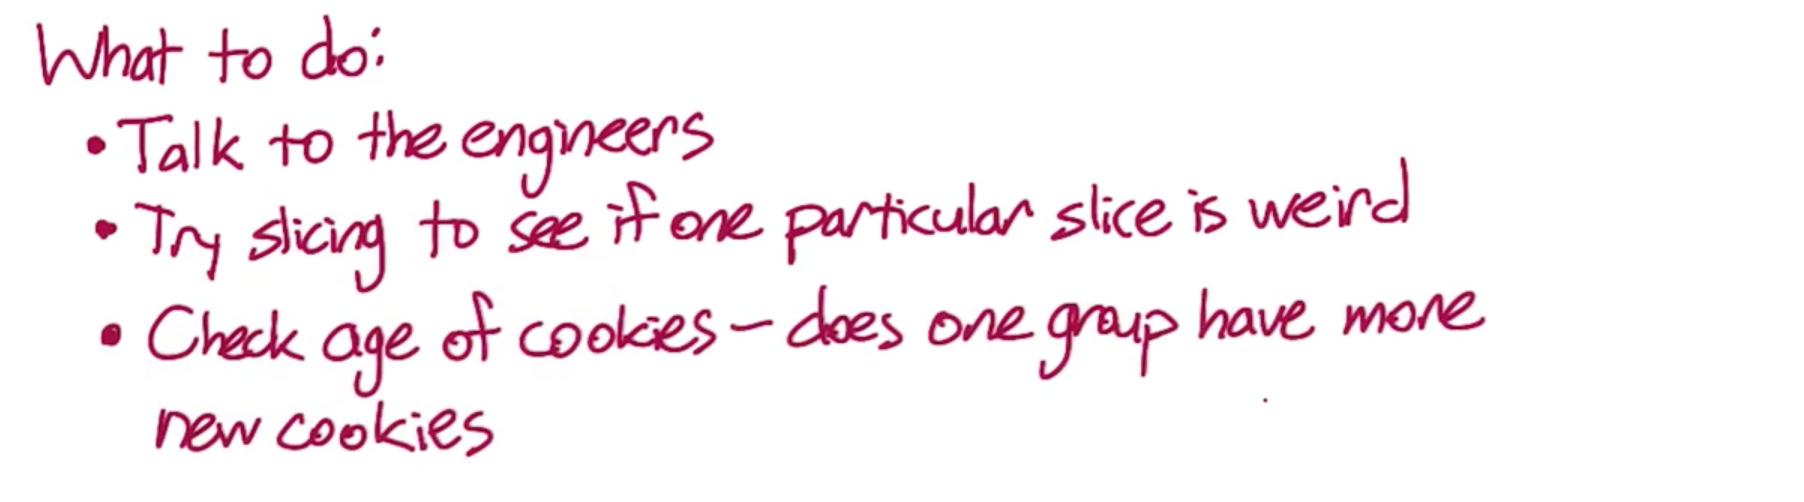 What to do:
• Talk to the engineers
• Try slicing to see if one particular slice is weird
• Check age of cookies - does one group have more
new cookies